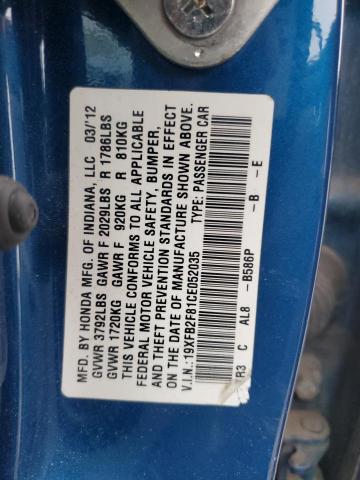 MFD. BY HONDA MFG. OF INDIANA, LLC 03/'12
GVWR 3792LBS GAWR F 2029LBS R 1786LBS
GVWR 1720KG GAWR F 920KG R 810KG
THIS VEHICLE CONFORMS TO ALL APPLICABLE
FEDERAL MOTOR VEHICLE SAFETY, BUMPER,
AND THEFT PREVENTION STANDARDS IN EFFECT
ON THE DATE OF MANUFACTURE SHOWN ABOVE.
V.I.N.: 19XFB2F81CE052035 TYPE: PASSENGER CAR
R3 C AL8 -B586P -B -E